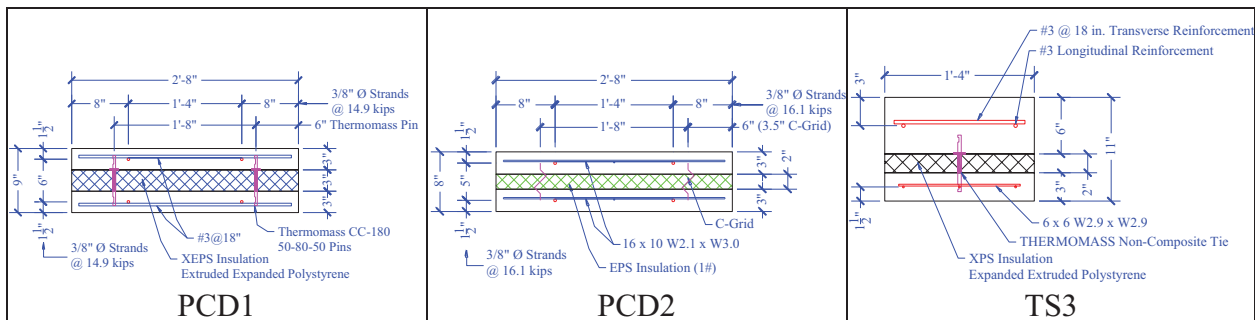 2'-8"
8"
1'-4"
8"
3/8" Ø Strands
@ 14.9 kips
1'-8"
6" Thermomass Pin
1 1/2"
9"
6"
1 1/2"
3"
3"
3"
3/8" Ø Strands
@ 14.9 kips
#3@18"
Thermomass CC-180
50-80-50 Pins
XEPS Insulation
Extruded Expanded Polystyrene
PCD1
2'-8"
8"
1'-4"
8"
3/8" Ø Strands
@ 16.1 kips
1'-8"
6" (3.5" C-Grid)
1 1/2"
8"
5"
1 1/2"
3"
2"
3"
C-Grid
16 x 10 W2.1 x W3.0
3/8" Ø Strands
@ 16.1 kips
EPS Insulation (1#)
PCD2
#3 @ 18 in. Transverse Reinforcement
#3 Longitudinal Reinforcement
1'-4"
3"
6"
11"
3"
2"
1 1/2"
6 x 6 W2.9 x W2.9
THERMOMASS Non-Composite Tie
XPS Insulation
Expanded Extruded Polystyrene
TS3